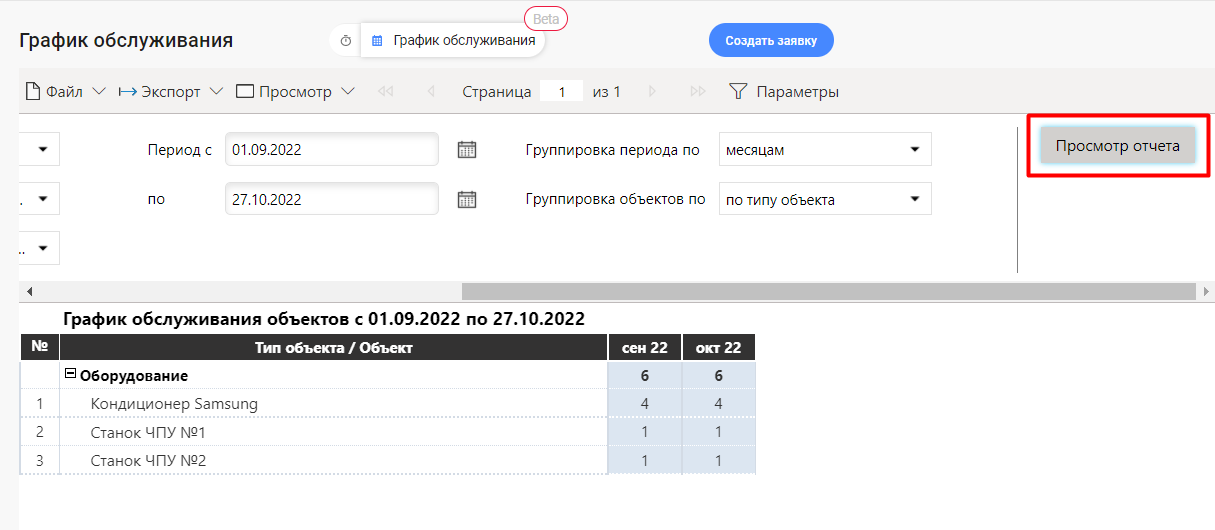 Beta
График обслуживания
График обслуживания
Создать заявку
Файл Экспорт Просмотр Страница 1 из 1 Параметры
Период с 01.09.2022 Группировка периода по месяцам Просмотр отчета
. по 27.10.2022 Группировка объектов по по типу объекта
..
График обслуживания объектов с 01.09.2022 по 27.10.2022
№ Тип объекта / Объект сен 22 окт 22
Оборудование 6 6
1 Кондиционер Samsung 4 4
2 Станок ЧПУ №1 1 1
3 Станок ЧПУ №2 1 1